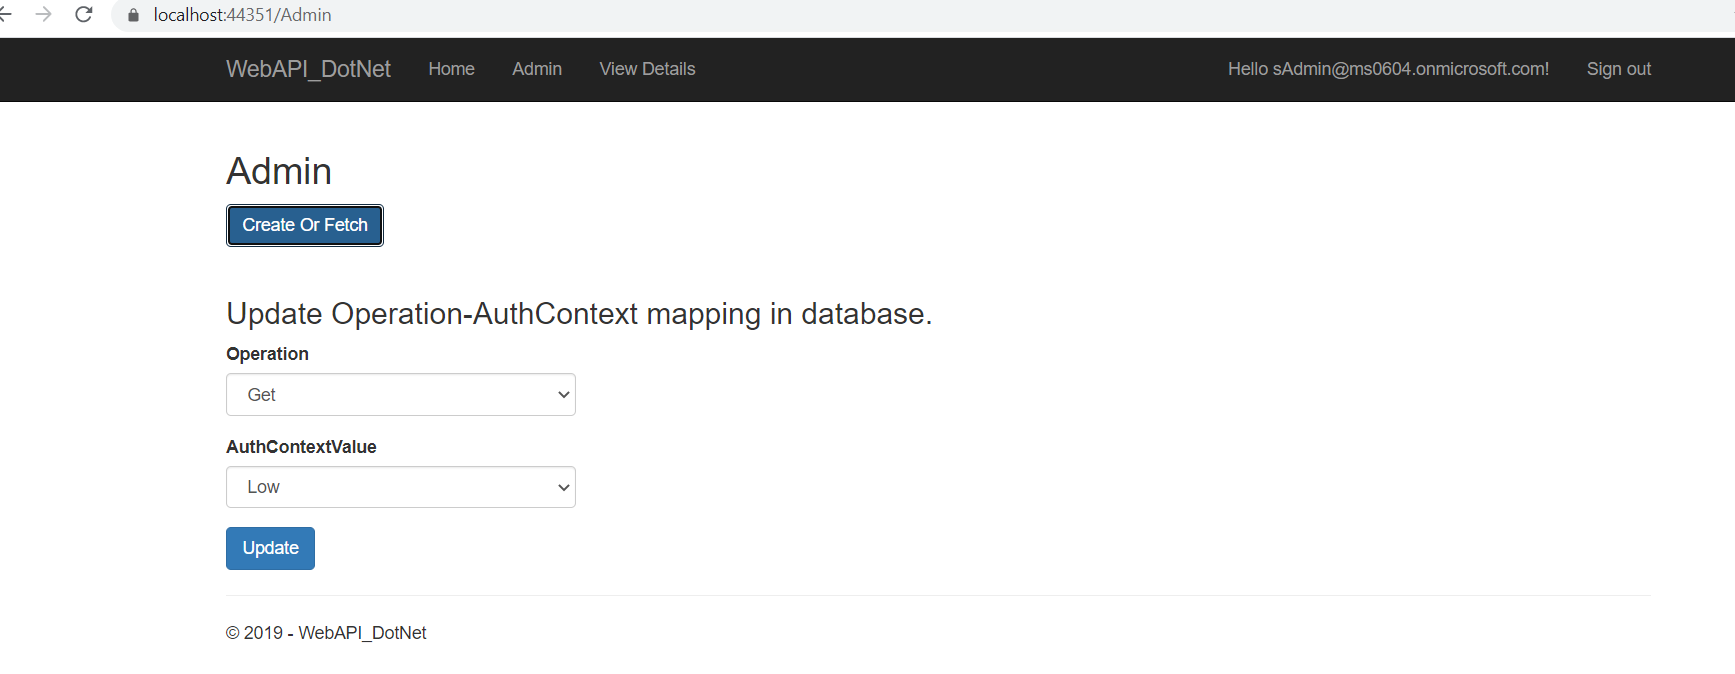 localhost:44351/Admin
WebAPI_DotNet Home Admin View Details Hello sAdmin@ms0604.onmicrosoft.com! Sign out
Admin
Create Or Fetch
Update Operation-AuthContext mapping in database.
Operation
Get
AuthContextValue
Low
Update
© 2019 - WebAPI_DotNet